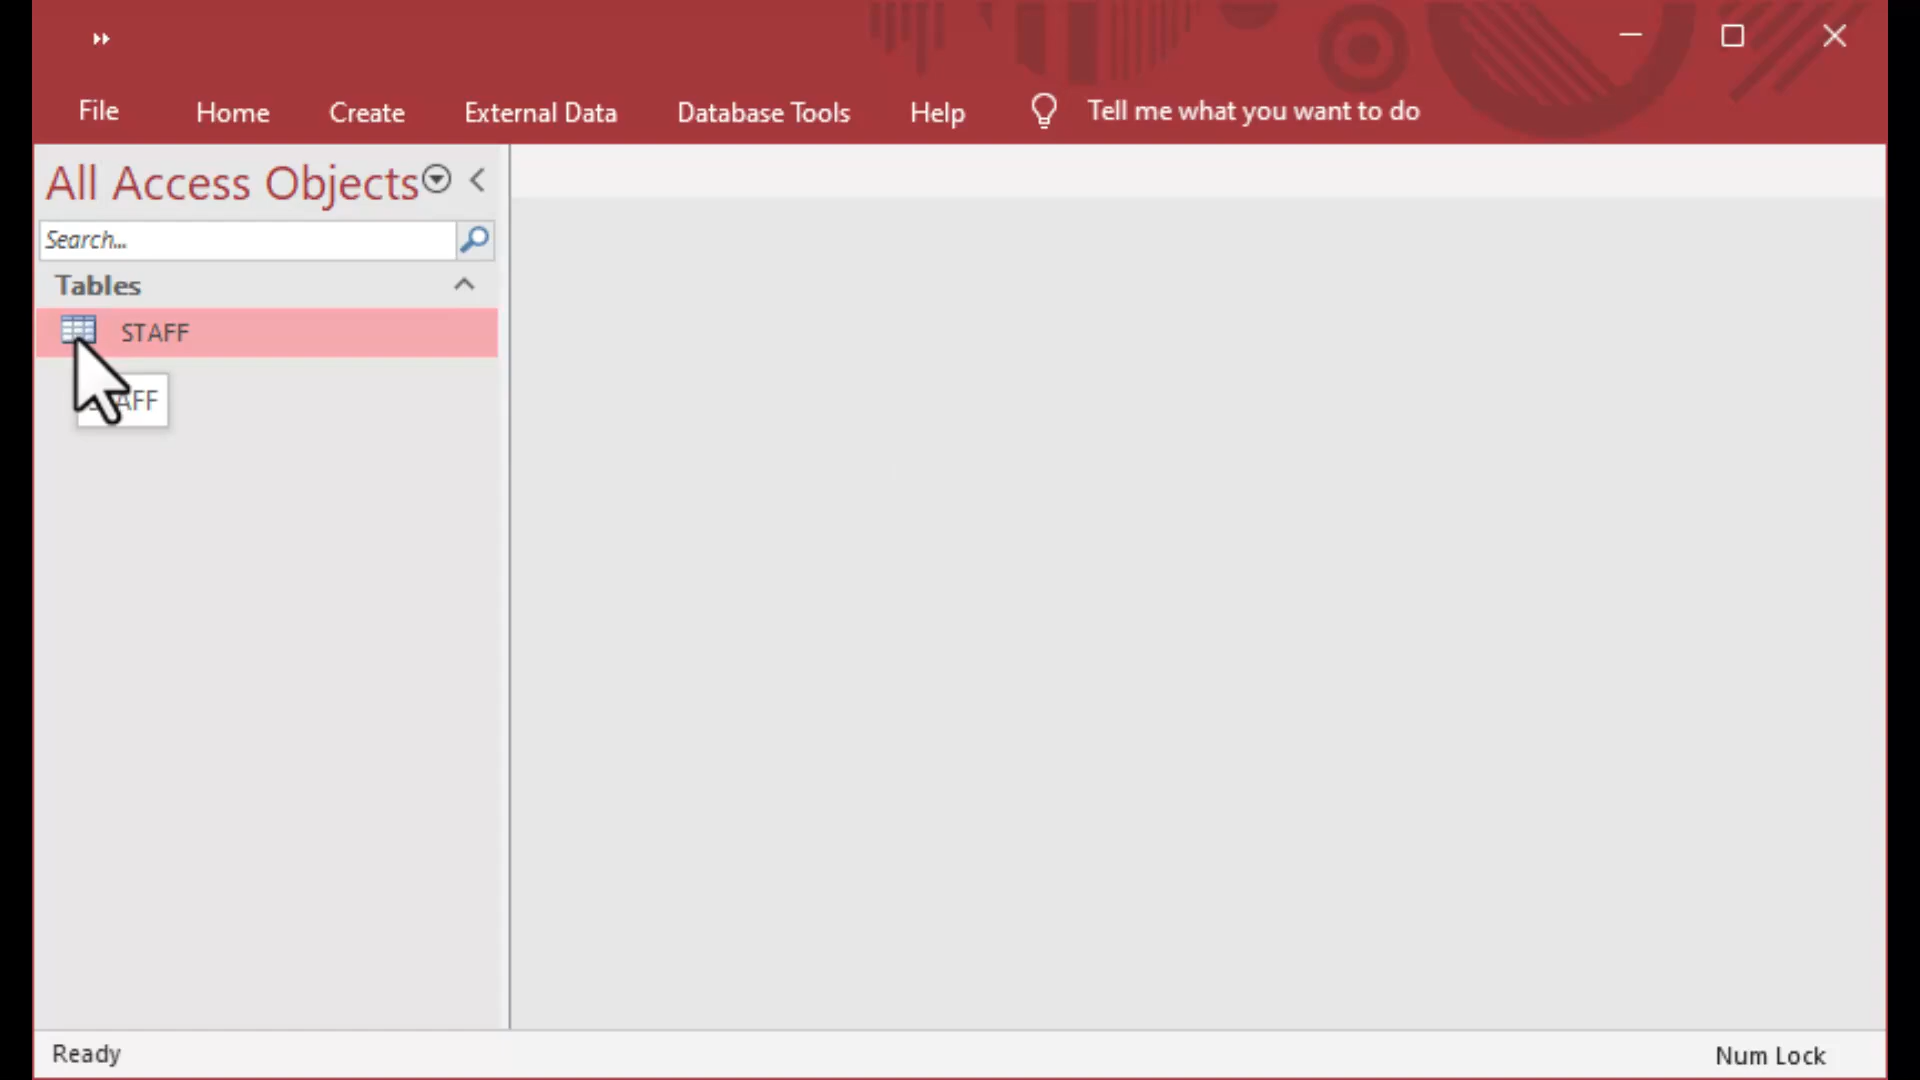 File Home Create External Data Database Tools Help Tell me what you want to do
All Access Objects
Search...
Tables
STAFF
Ready
Num Lock